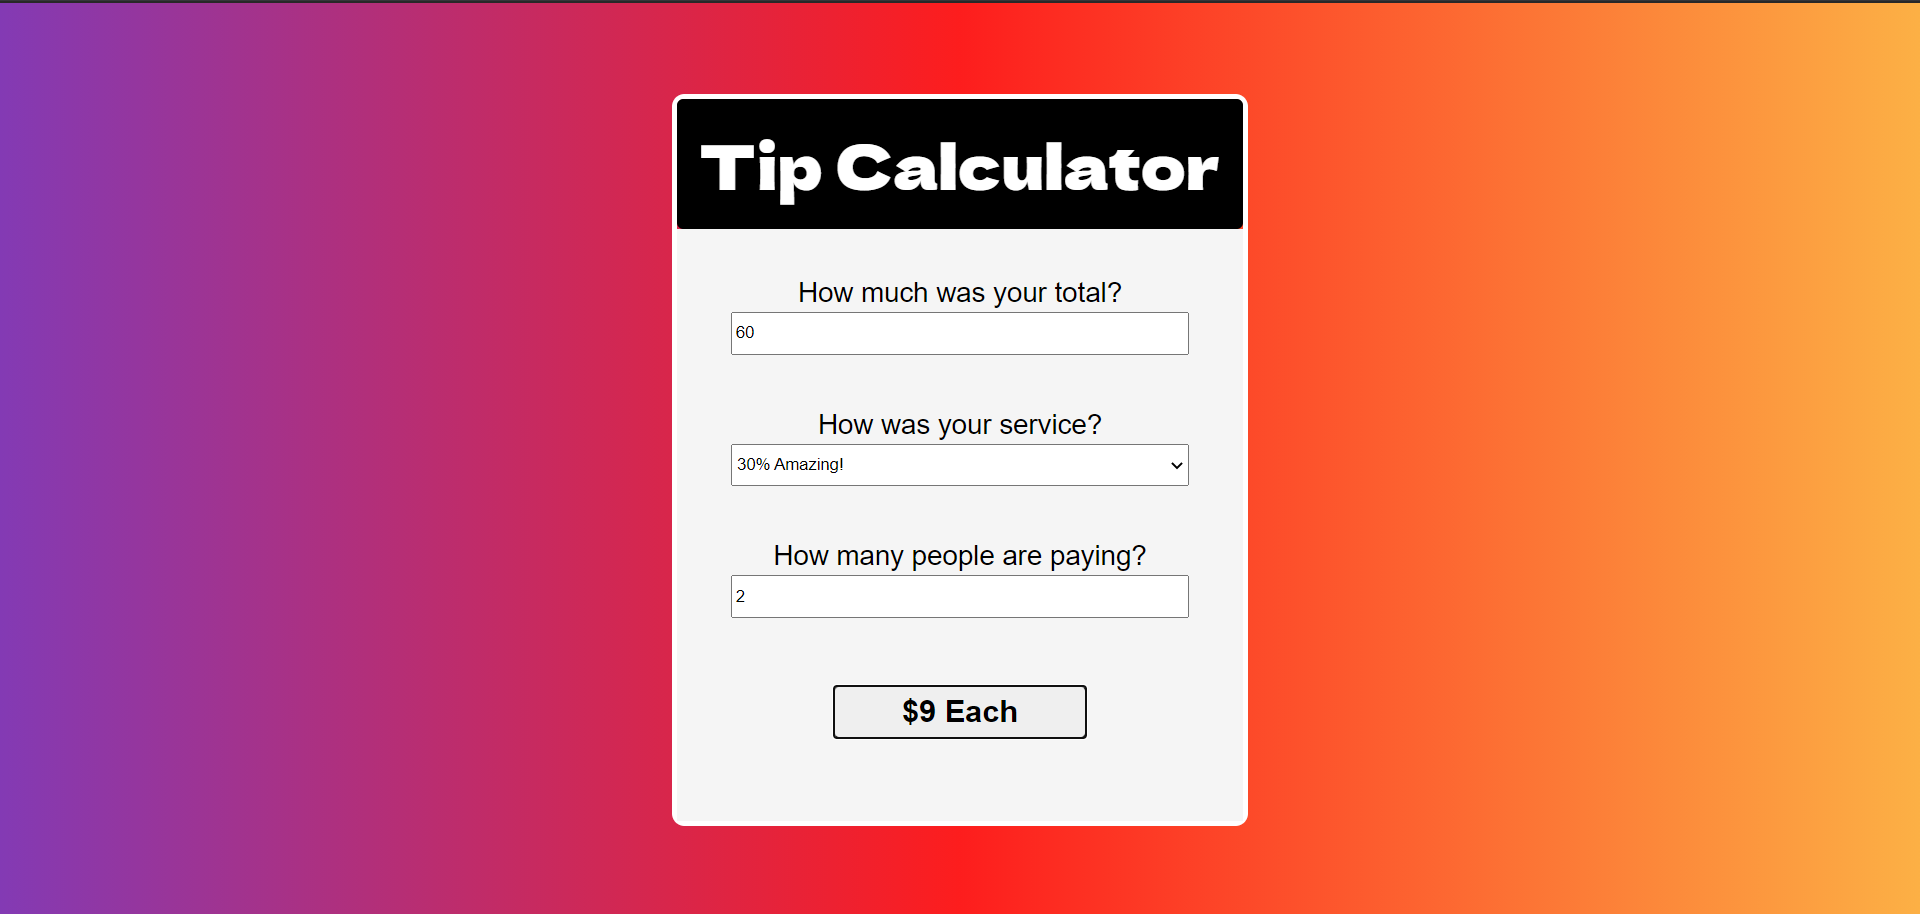 Tip Calculator
How much was your total?
60
How was your service?
30% Amazing!
How many people are paying?
2
$9 Each